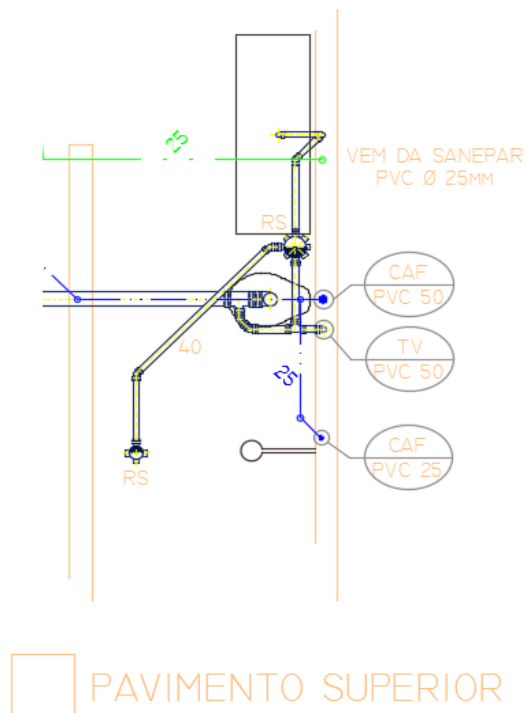 25
VEM DA SANEPAR
PVC Ø 25MM
RS
CAF
PVC 50
TV
PVC 50
40
25
CAF
PVC 25
RS
PAVIMENTO SUPERIOR